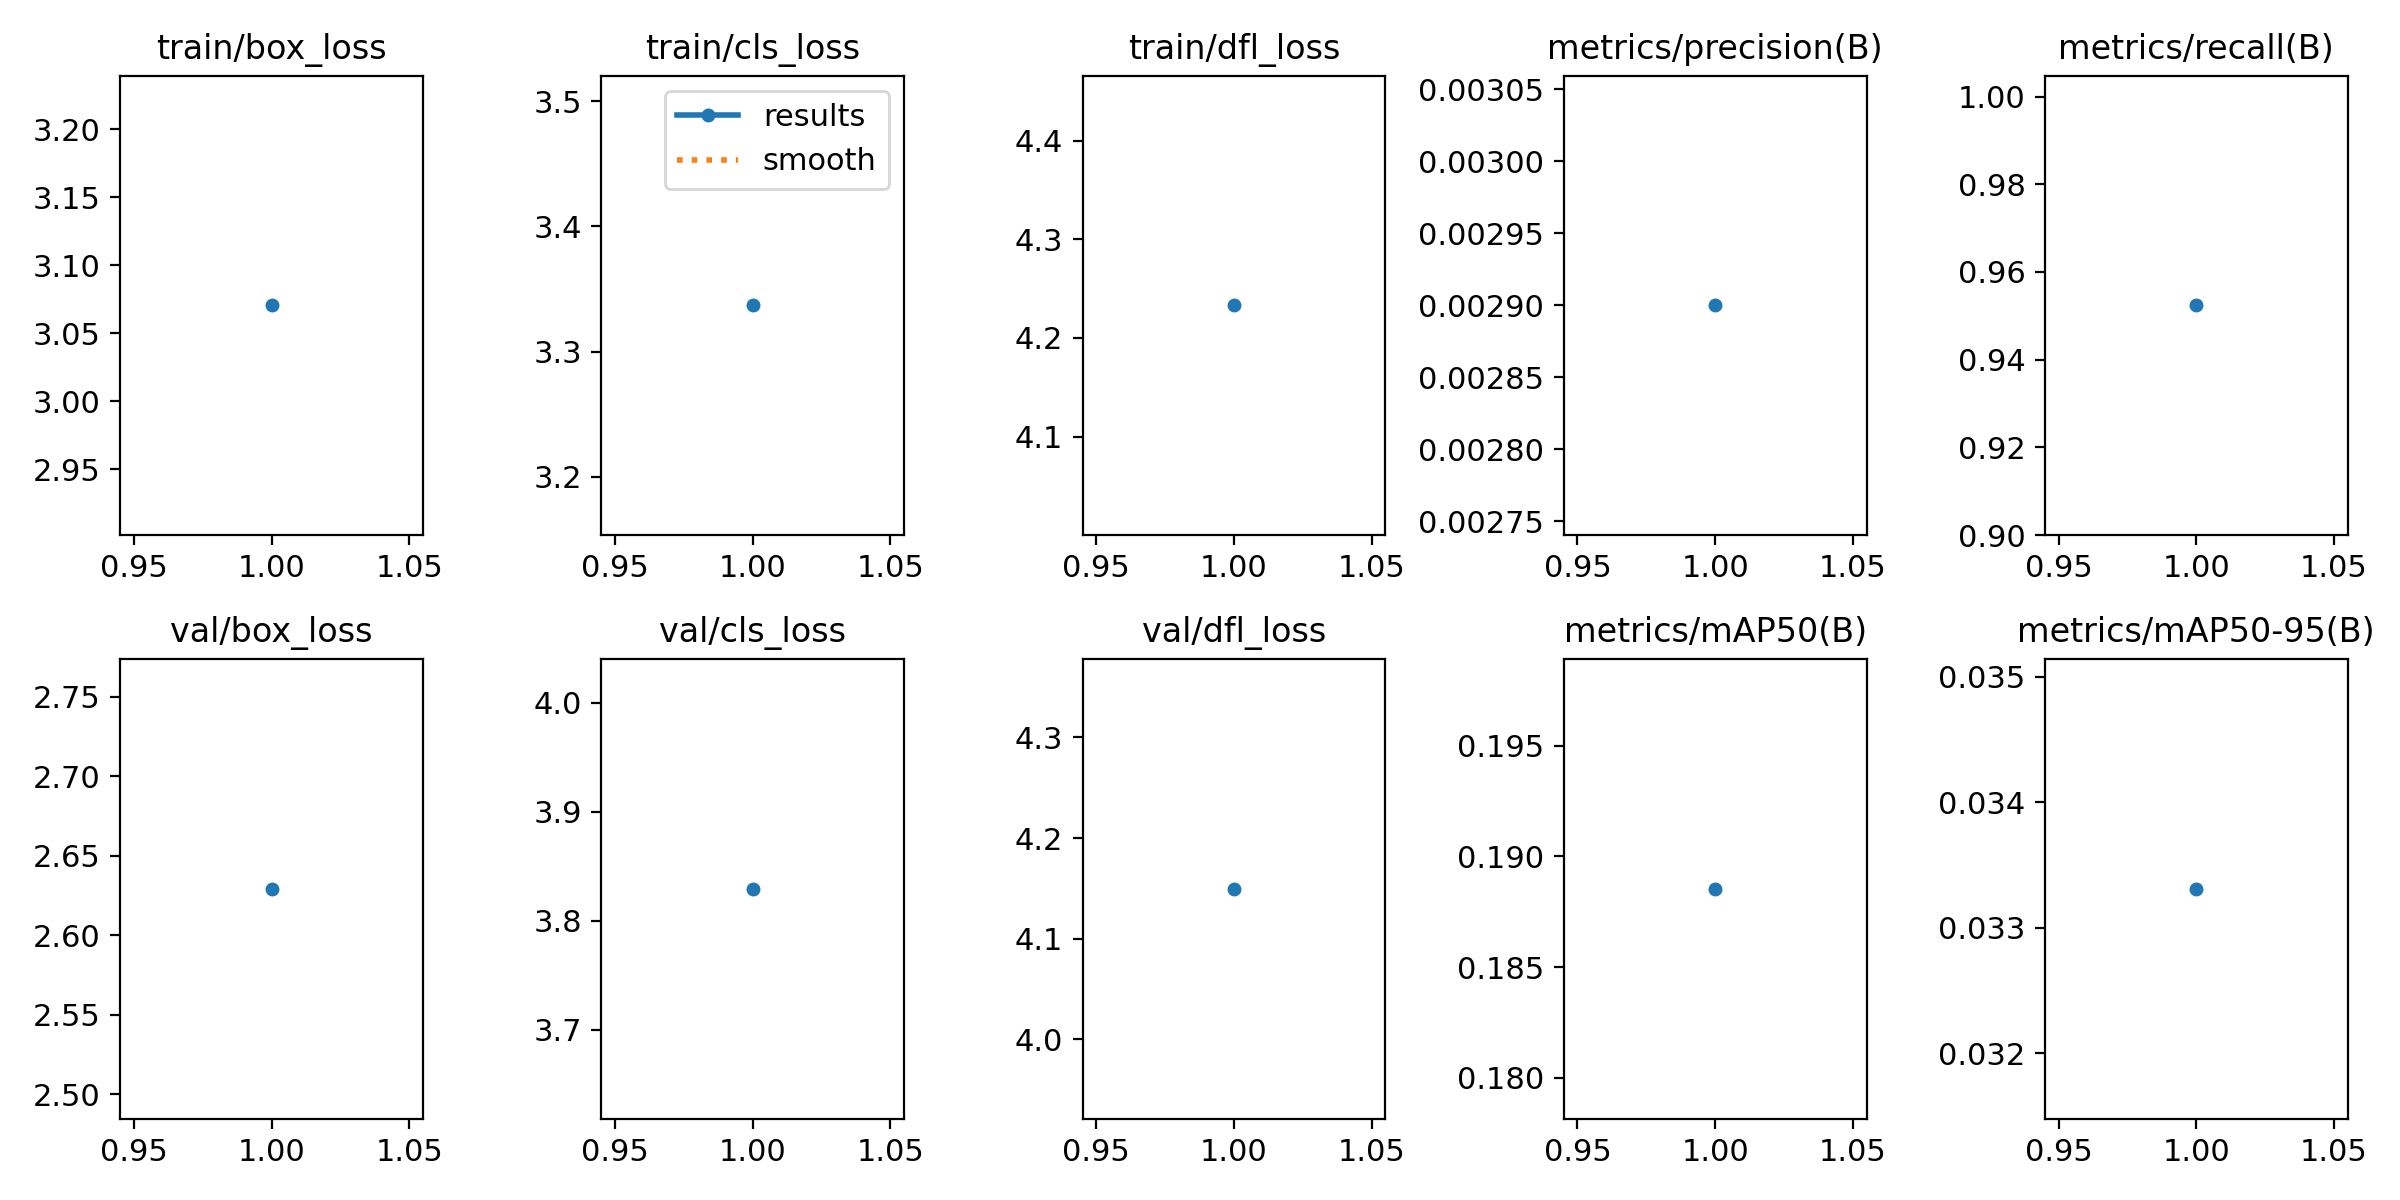 train/box_loss
3.20
3.15
3.10
3.05
3.00
2.95
0.95 1.00 1.05
train/cls_loss
results
smooth
3.5
3.4
3.3
3.2
0.95 1.00 1.05
train/dfl_loss
4.4
4.3
4.2
4.1
0.95 1.00 1.05
metrics/precision(B)
0.00305
0.00300
0.00295
0.00290
0.00285
0.00280
0.00275
0.95 1.00 1.05
metrics/recall(B)
1.00
0.98
0.96
0.94
0.92
0.90
0.95 1.00 1.05
val/box_loss
2.75
2.70
2.65
2.60
2.55
2.50
0.95 1.00 1.05
val/cls_loss
4.0
3.9
3.8
3.7
0.95 1.00 1.05
val/dfl_loss
4.3
4.2
4.1
4.0
0.95 1.00 1.05
metrics/mAP50(B)
0.195
0.190
0.185
0.180
0.95 1.00 1.05
metrics/mAP50-95(B)
0.035
0.034
0.033
0.032
0.95 1.00 1.05